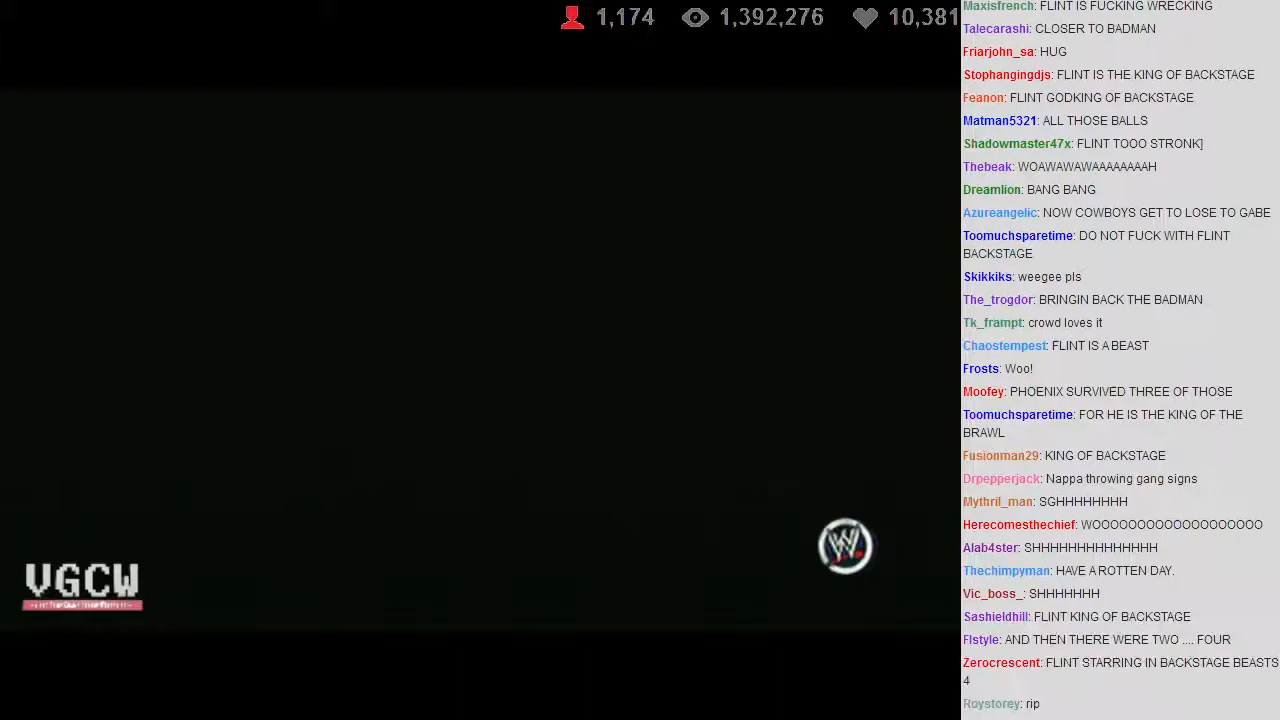 1,174 1,392,276 10,381
VGCW
W
Maxisfrench: FLINT IS FUCKING WRECKING
Talecarashi: CLOSER TO BADMAN
Friarjohn_sa: HUG
Stophangingdjs: FLINT IS THE KING OF BACKSTAGE
Feanon: FLINT GODKING OF BACKSTAGE
Matman5321: ALL THOSE BALLS
Shadowmaster47x: FLINT TOOO STRONK]
Thebeak: WOAWAWAWAAAAAAAH
Dreamlion: BANG BANG
Azureangelic: NOW COWBOYS GET TO LOSE TO GABE
Toomuchsparetime: DO NOT FUCK WITH FLINT
BACKSTAGE
Skikkiks: weegee pls
The_trogdor: BRINGIN BACK THE BADMAN
Tk_frampt: crowd loves it
Chaostempest: FLINT IS A BEAST
Frosts: Woo!
Moofey: PHOENIX SURVIVED THREE OF THOSE
Toomuchsparetime: FOR HE IS THE KING OF THE
BRAWL
Fusionman29: KING OF BACKSTAGE
Drpepperjack: Nappa throwing gang signs
Mythril_man: SGHHHHHHHH
Herecomesthechief: WOOOOOOOOOOOOOOOOOOO
Alab4ster: SHHHHHHHHHHHHHH
Thechimpyman: HAVE A ROTTEN DAY.
Vic_boss_: SHHHHHHH
Sashieldhill: FLINT KING OF BACKSTAGE
Flstyle: AND THEN THERE WERE TWO .... FOUR
Zerocrescent: FLINT STARRING IN BACKSTAGE BEASTS
4
Roystorey: rip